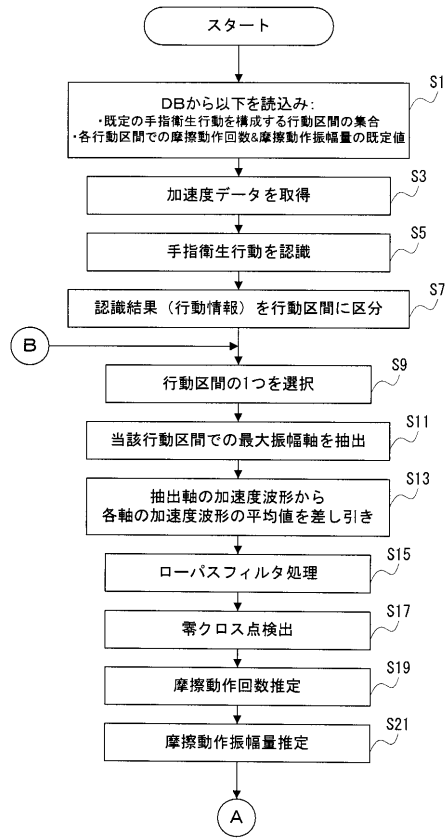 スタート
S1
DBから以下を読込み:
・既定の手指衛生行動を構成する行動区間の集合
・各行動区間での摩擦動作回数&摩擦動作振幅量の既定値
S3
加速度データを取得
S5
手指衛生行動を認識
S7
認識結果（行動情報）を行動区間に区分
B
S9
行動区間の1つを選択
S11
当該行動区間での最大振幅軸を抽出
S13
抽出軸の加速度波形から
各軸の加速度波形の平均値を差し引き
S15
ローパスフィルタ処理
S17
零クロス点検出
S19
摩擦動作回数推定
S21
摩擦動作振幅量推定
A